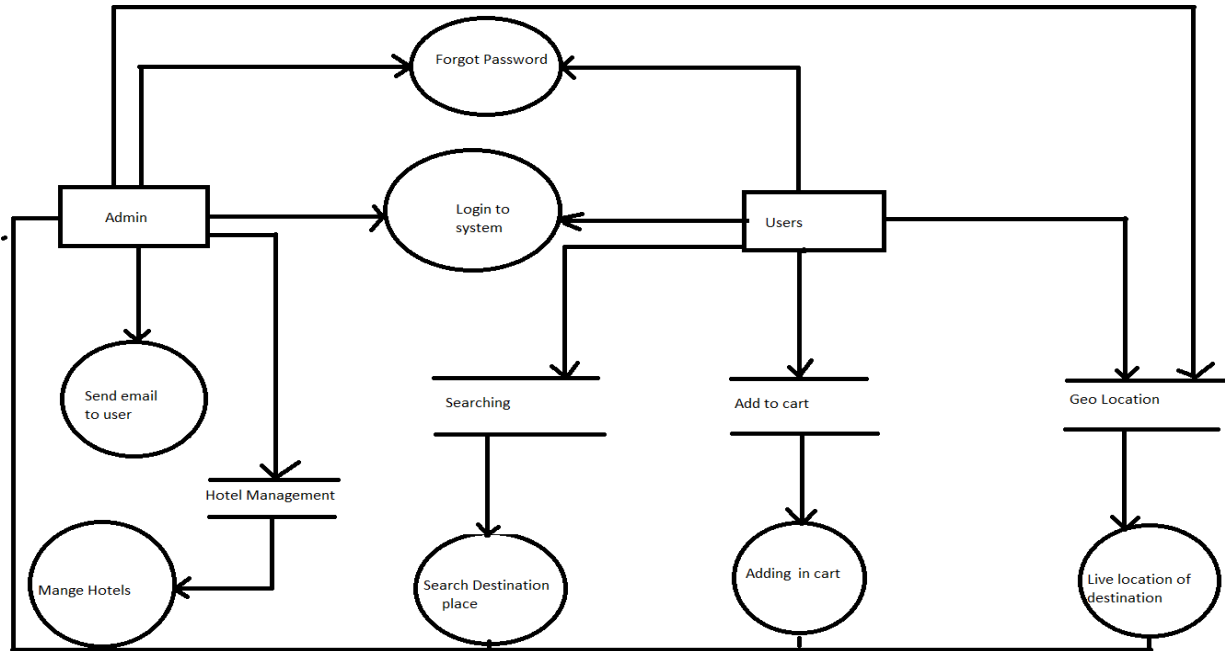 Forgot Password
Admin
Login to
system
Users
Send email
to user
Searching
Add to cart
Geo Location
Hotel Management
Mange Hotels
Search Destination
place
Adding in cart
Live location of
destination